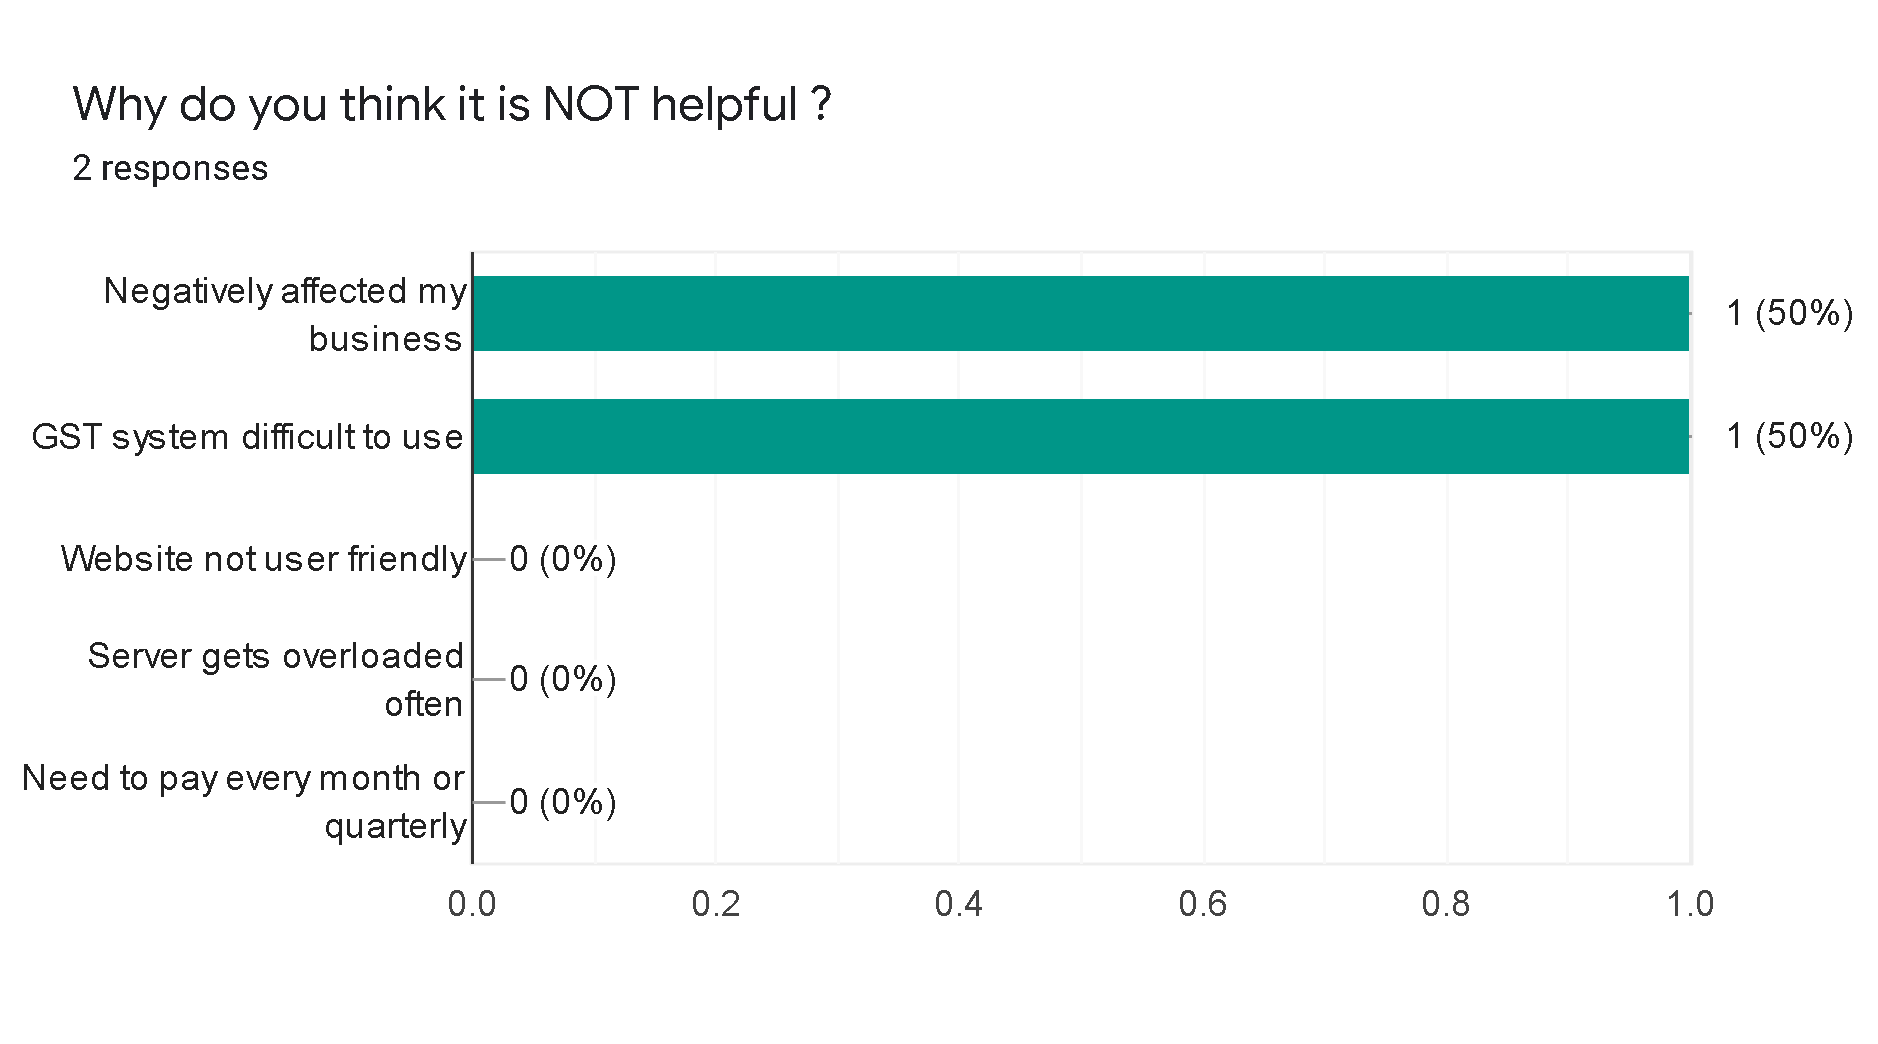 Why do you think it is NOT helpful ?
2 responses
Negatively affected my
business
1 (50%)
GST system difficult to use
1 (50%)
Website not user friendly
0 (0%)
Server gets overloaded
often
0 (0%)
Need to pay every month or
quarterly
0 (0%)
0.0 0.2 0.4 0.6 0.8 1.0